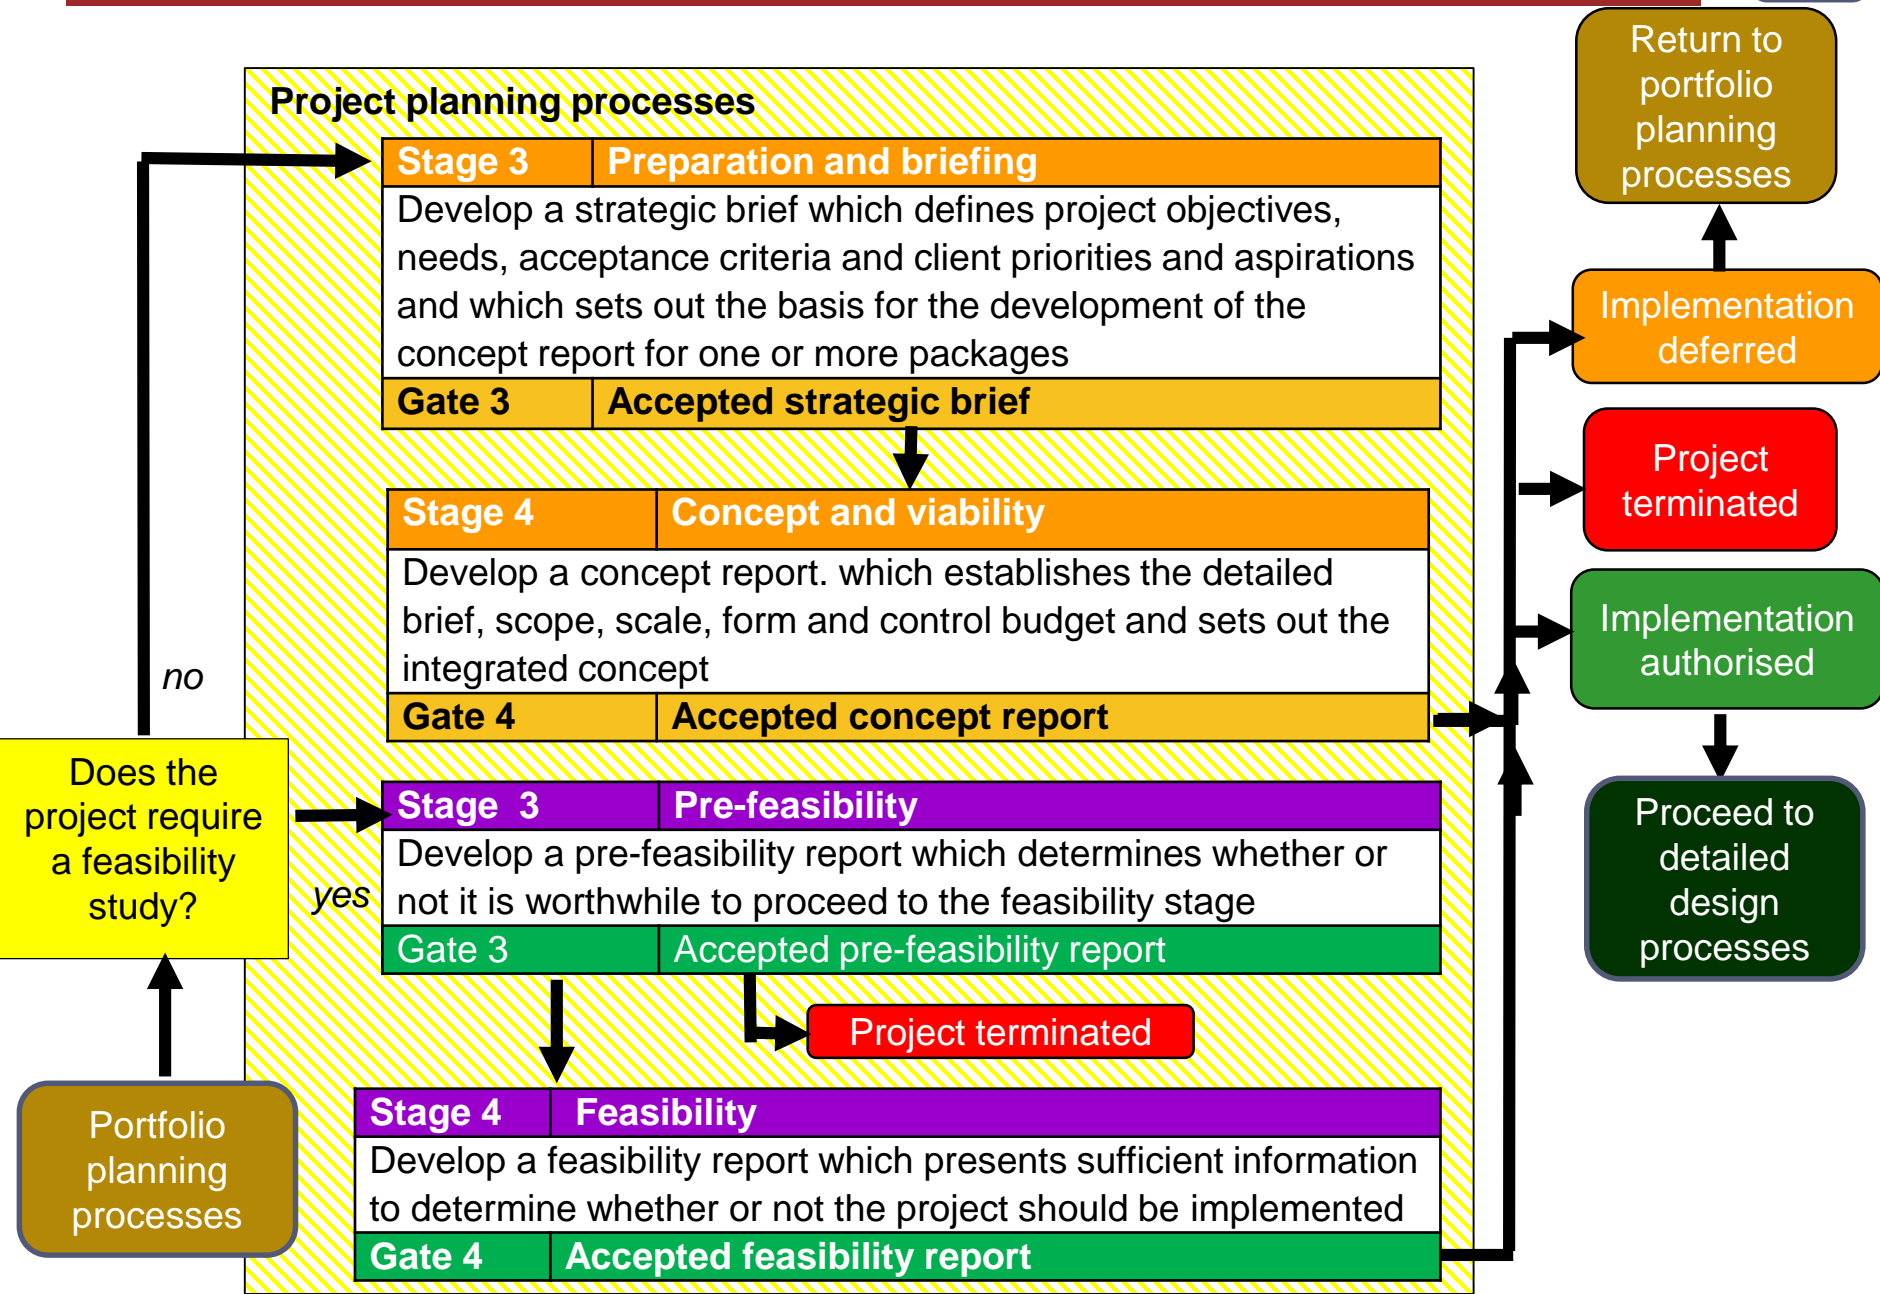 Project planning processes
Stage 3 Preparation and briefing
Develop a strategic brief which defines project objectives,
needs, acceptance criteria and client priorities and aspirations
and which sets out the basis for the development of the
concept report for one or more packages
Gate 3 Accepted strategic brief
Stage 4 Concept and viability
Develop a concept report. which establishes the detailed
brief, scope, scale, form and control budget and sets out the
integrated concept
Gate 4 Accepted concept report
no
Does the
project require
a feasibility
study?
yes
Stage 3 Pre-feasibility
Develop a pre-feasibility report which determines whether or
not it is worthwhile to proceed to the feasibility stage
Gate 3 Accepted pre-feasibility report
Project terminated
Portfolio
planning
processes
Stage 4 Feasibility
Develop a feasibility report which presents sufficient information
to determine whether or not the project should be implemented
Gate 4 Accepted feasibility report
Return to
portfolio
planning
processes
Implementation
deferred
Project
terminated
Implementation
authorised
Proceed to
detailed
design
processes